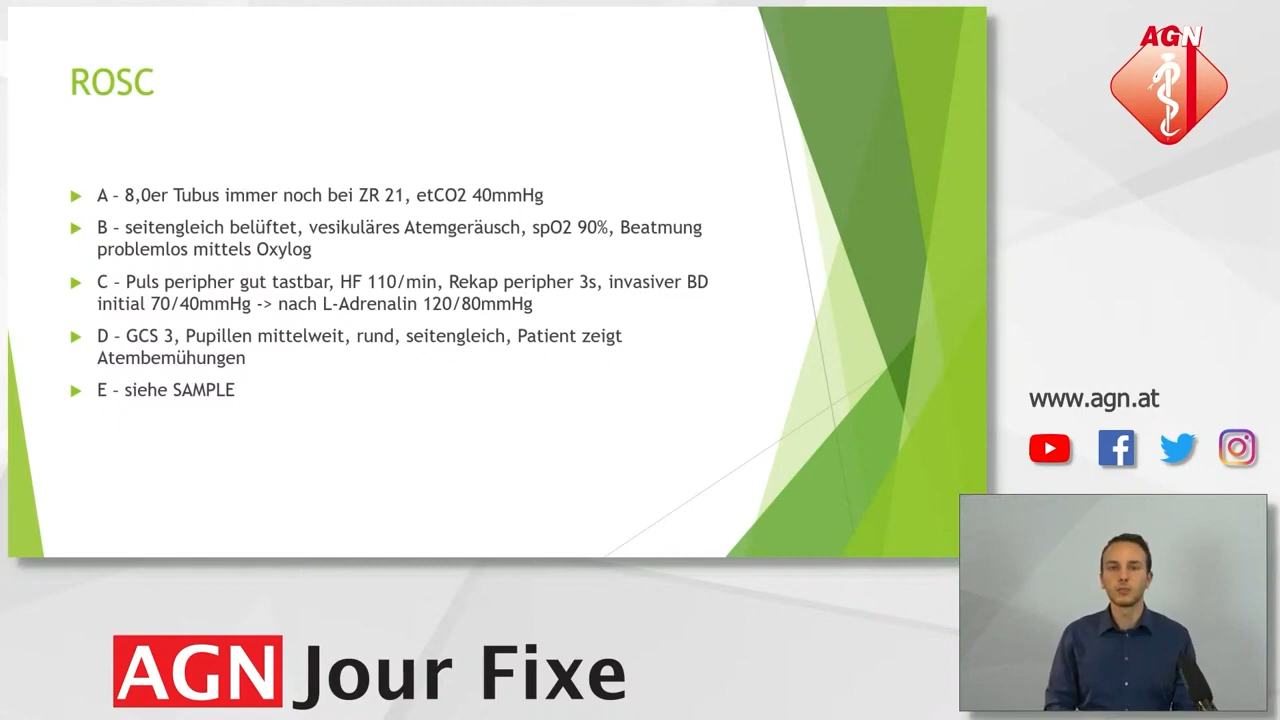 ROSC
A – 8,0er Tubus immer noch bei ZR 21, etCO2 40mmHg
B – seitengleich belüftet, vesikuläres Atemgeräusch, spO2 90%, Beatmung
problemlos mittels Oxylog
C – Puls peripher gut tastbar, HF 110/min, Rekap peripher 3s, invasiver BD
initial 70/40mmHg -> nach L-Adrenalin 120/80mmHg
D – GCS 3, Pupillen mittelweit, rund, seitengleich, Patient zeigt
Atembemühungen
E – siehe SAMPLE
AGN
www.agn.at
AGN Jour Fixe